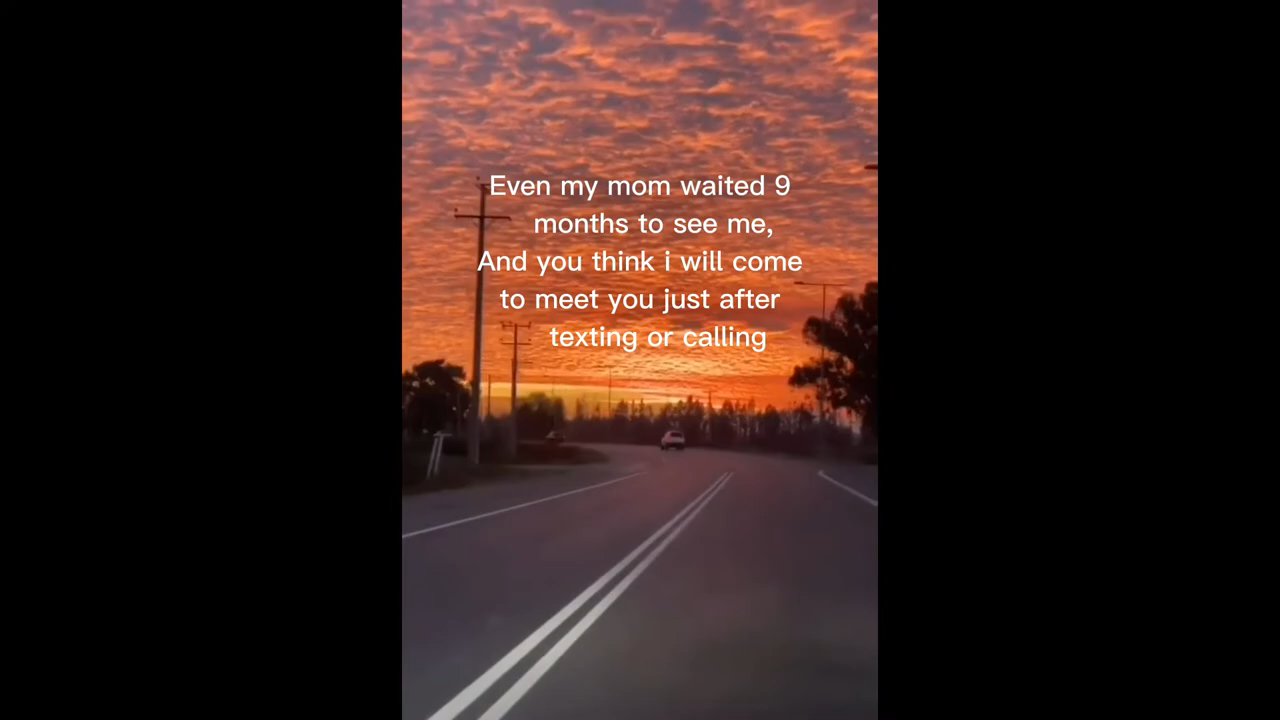 Even my mom waited 9
months to see me,
And you think i will come
to meet you just after
texting or calling